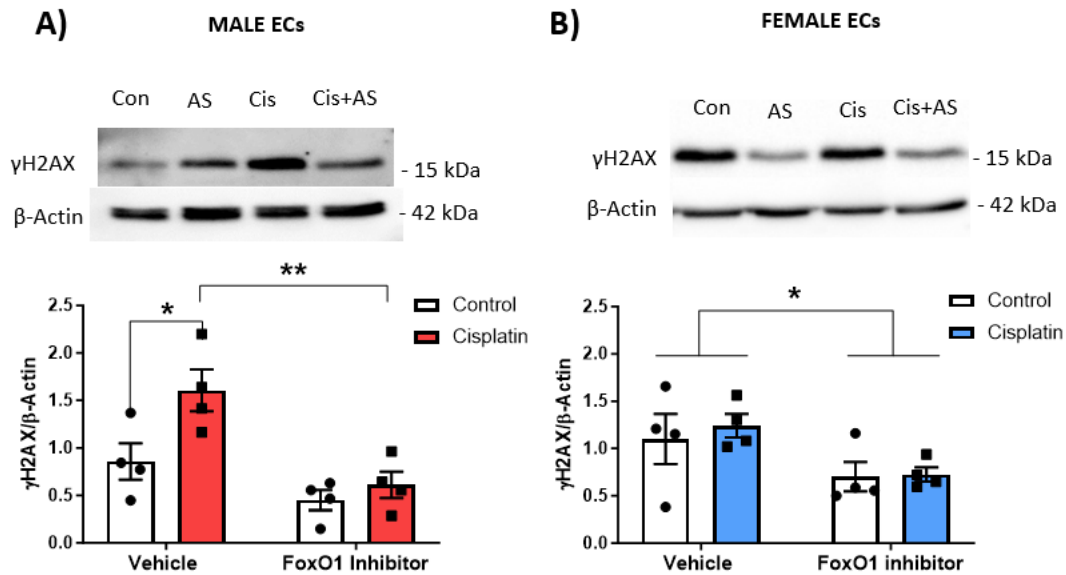 A)
MALE ECs
Con AS Cis Cis+AS
γH2AX
- 15 kDa
β-Actin
- 42 kDa
**
*
Control
Cisplatin
γH2AX/β-Actin
2.5
2.0
1.5
1.0
0.5
0.0
Vehicle FoxO1 Inhibitor
B)
FEMALE ECs
Con AS Cis Cis+AS
γH2AX
- 15 kDa
β-Actin
- 42 kDa
*
Control
Cisplatin
γH2AX/β-Actin
2.5
2.0
1.5
1.0
0.5
0.0
Vehicle FoxO1 inhibitor